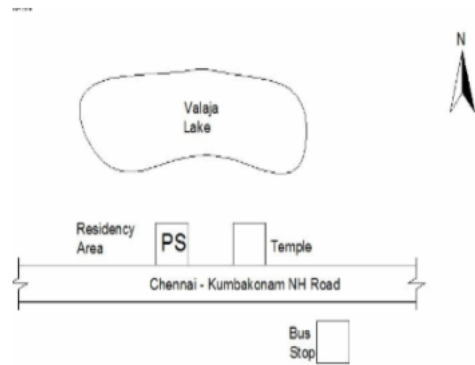 N
Valaja
Lake
Residency
Area
PS
Temple
Chennai - Kumbakonam NH Road
Bus
Stop